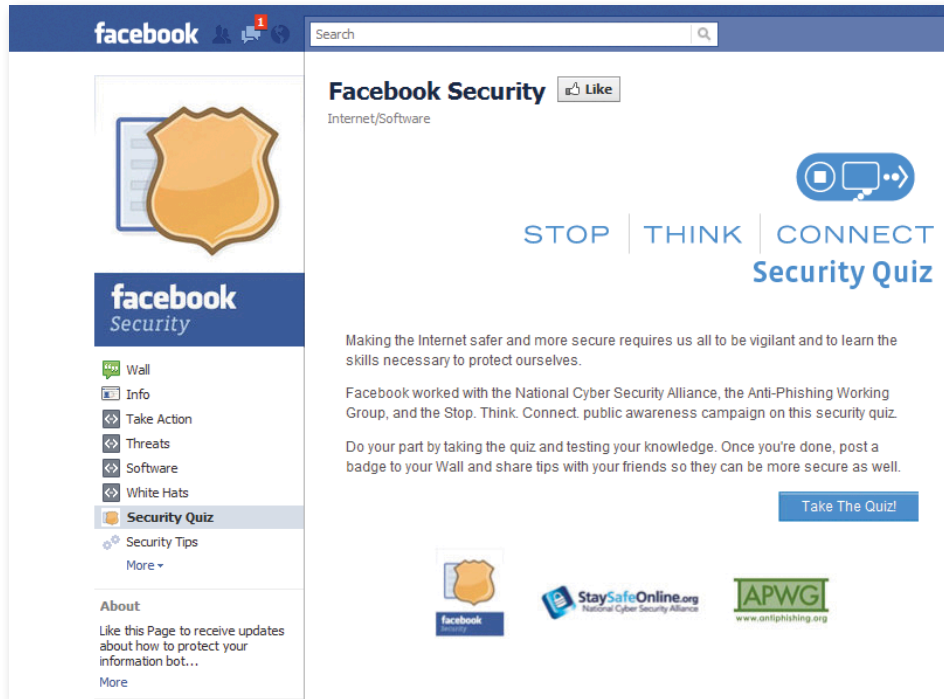 facebook
1
Search
Facebook Security
Like
Internet/Software
STOP THINK CONNECT
Security Quiz
facebook
Security
Wall
Info
Take Action
Threats
Software
White Hats
Security Quiz
Security Tips
More
About
Like this Page to receive updates
about how to protect your
information bot...
More
Making the Internet safer and more secure requires us all to be vigilant and to learn the
skills necessary to protect ourselves.
Facebook worked with the National Cyber Security Alliance, the Anti-Phishing Working
Group, and the Stop. Think. Connect. public awareness campaign on this security quiz.
Do your part by taking the quiz and testing your knowledge. Once you're done, post a
badge to your Wall and share tips with your friends so they can be more secure as well.
Take The Quiz!
facebook
Security
StaySafeOnline.org
National Cyber Security Alliance
APWG
www.antiphishing.org